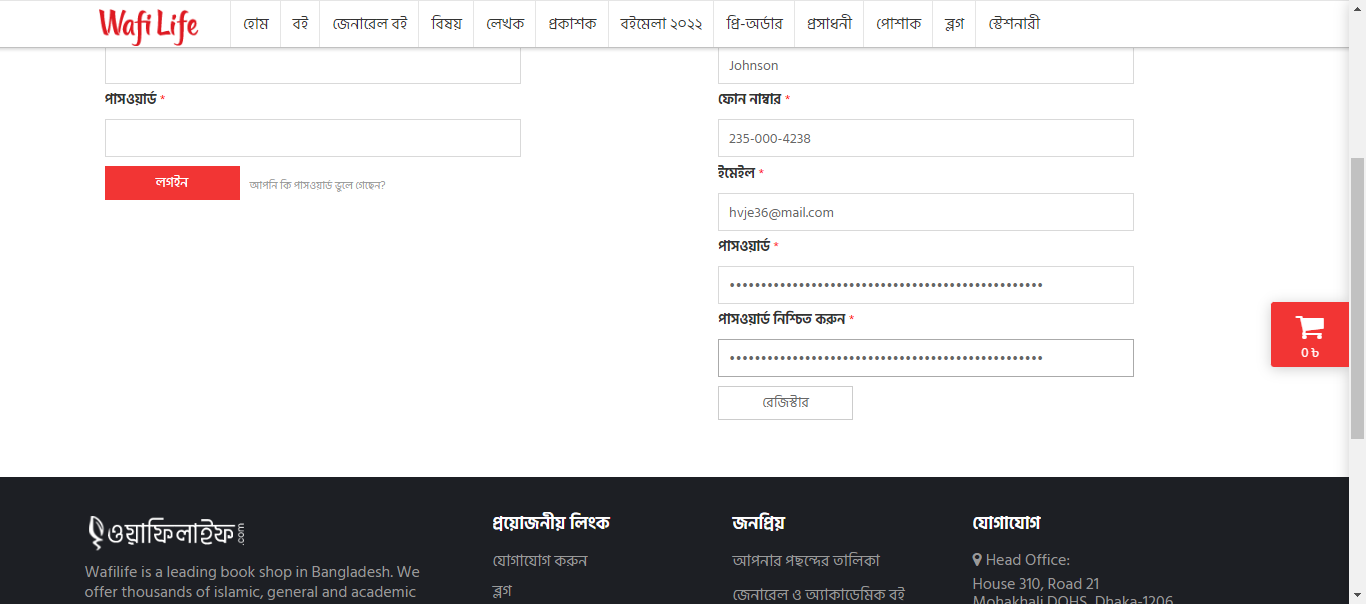 Wafi Life
হোম বই জেনারেল বই বিষয় লেখক প্রকাশক বইমেলা ২০২২ প্রি-অর্ডার প্রসাধনী পোশাক ব্লগ স্টেশনারী
পাসওয়ার্ড *
লগইন
আপনি কি পাসওয়ার্ড ভুলে গেছেন?
Johnson
ফোন নাম্বার *
235-000-4238
ইমেইল *
hvje36@mail.com
পাসওয়ার্ড *
পাসওয়ার্ড নিশ্চিত করুন *
রেজিস্টার
0 ৳
ওয়াফিলাইফ.com
Wafilife is a leading book shop in Bangladesh. We
offer thousands of islamic, general and academic
প্রয়োজনীয় লিংক
যোগাযোগ করুন
ব্লগ
জনপ্রিয়
আপনার পছন্দের তালিকা
জেনারেল ও অ্যাকাডেমিক বই
যোগাযোগ
Head Office:
House 310, Road 21
Mohakhali DOHS, Dhaka-1206